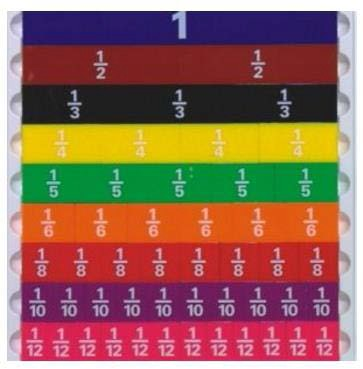 1
1/2 1/2
1/3 1/3 1/3
1/4 1/4 1/4 1/4
1/5 1/5 1/5 1/5 1/5
1/6 1/6 1/6 1/6 1/6 1/6
1/8 1/8 1/8 1/8 1/8 1/8 1/8 1/8
1/10 1/10 1/10 1/10 1/10 1/10 1/10 1/10 1/10 1/10
1/12 1/12 1/12 1/12 1/12 1/12 1/12 1/12 1/12 1/12 1/12 1/12